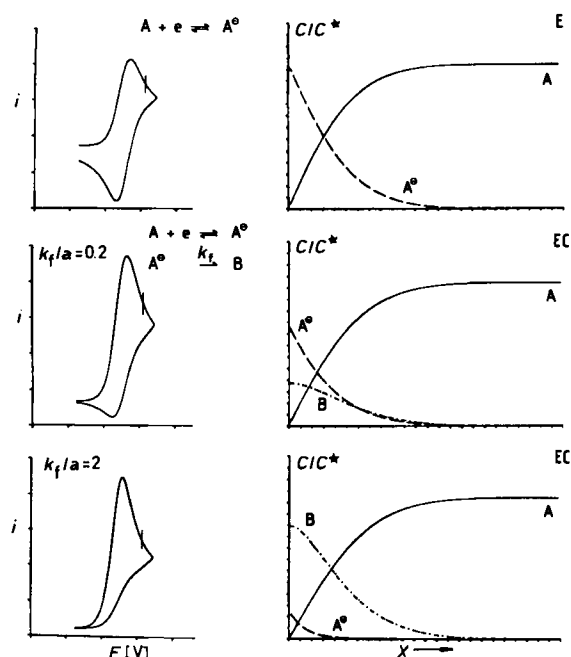 A + e ⇌ A⊖
i
C/C* E
A
A⊖
A + e ⇌ A⊖
k_f/a=0.2 A⊖ k_f → B
i
C/C* EC
A⊖
A
B
k_f/a=2
i
E [V]
C/C* EC
B
A
A⊖
X →